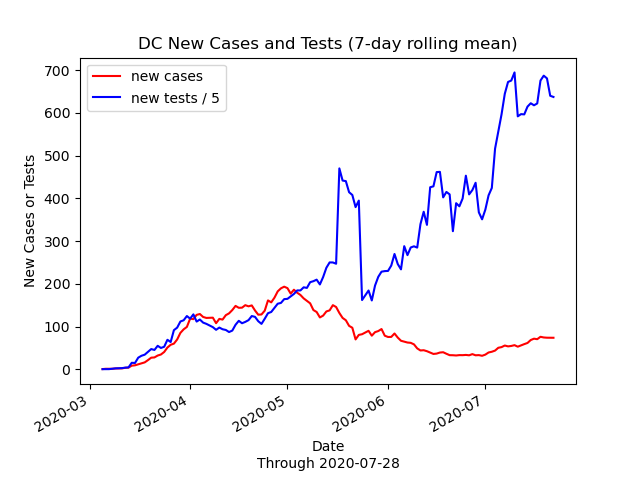 DC New Cases and Tests (7-day rolling mean)
new cases
new tests / 5
New Cases or Tests
700
600
500
400
300
200
100
0
2020-03
2020-04
2020-05
2020-06
2020-07
Date
Through 2020-07-28